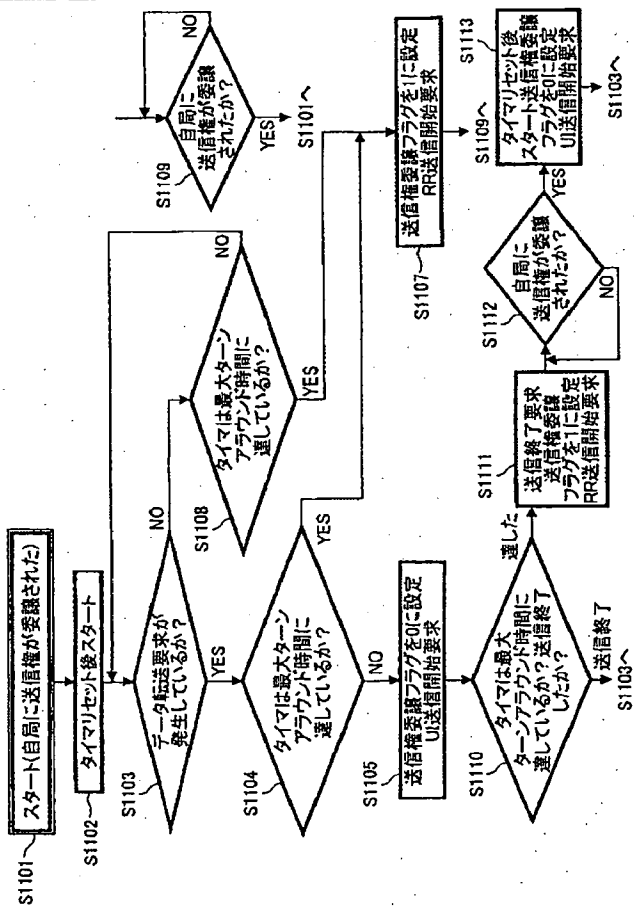 S1101
スタート(自局に送信権が委譲された)
S1102
タイマリセット後スタート
S1103
データ転送要求が
発生しているか?
NO
YES
S1104
タイマは最大ターン
アラウンド時間に
達しているか?
YES
NO
S1105
送信権委譲フラグを0に設定
UI送信開始要求
S1110
タイマは最大
ターンアラウンド時間に
達しているか?送信終了
したか?
達した
送信終了
S1103へ
S1108
タイマは最大ターン
アラウンド時間に
達しているか?
NO
YES
S1109
自局に
送信権が委譲
されたか?
NO
YES
S1101へ
S1107
送信権委譲フラグを1に設定
RR送信開始要求
S1109へ
S1111
送信終了要求
送信権委譲
フラグを1に設定
RR送信開始要求
S1112
自局に
送信権が委譲
されたか?
NO
YES
S1113
タイマリセット後
スタート送信権委譲
フラグを0に設定
UI送信開始要求
S1103へ